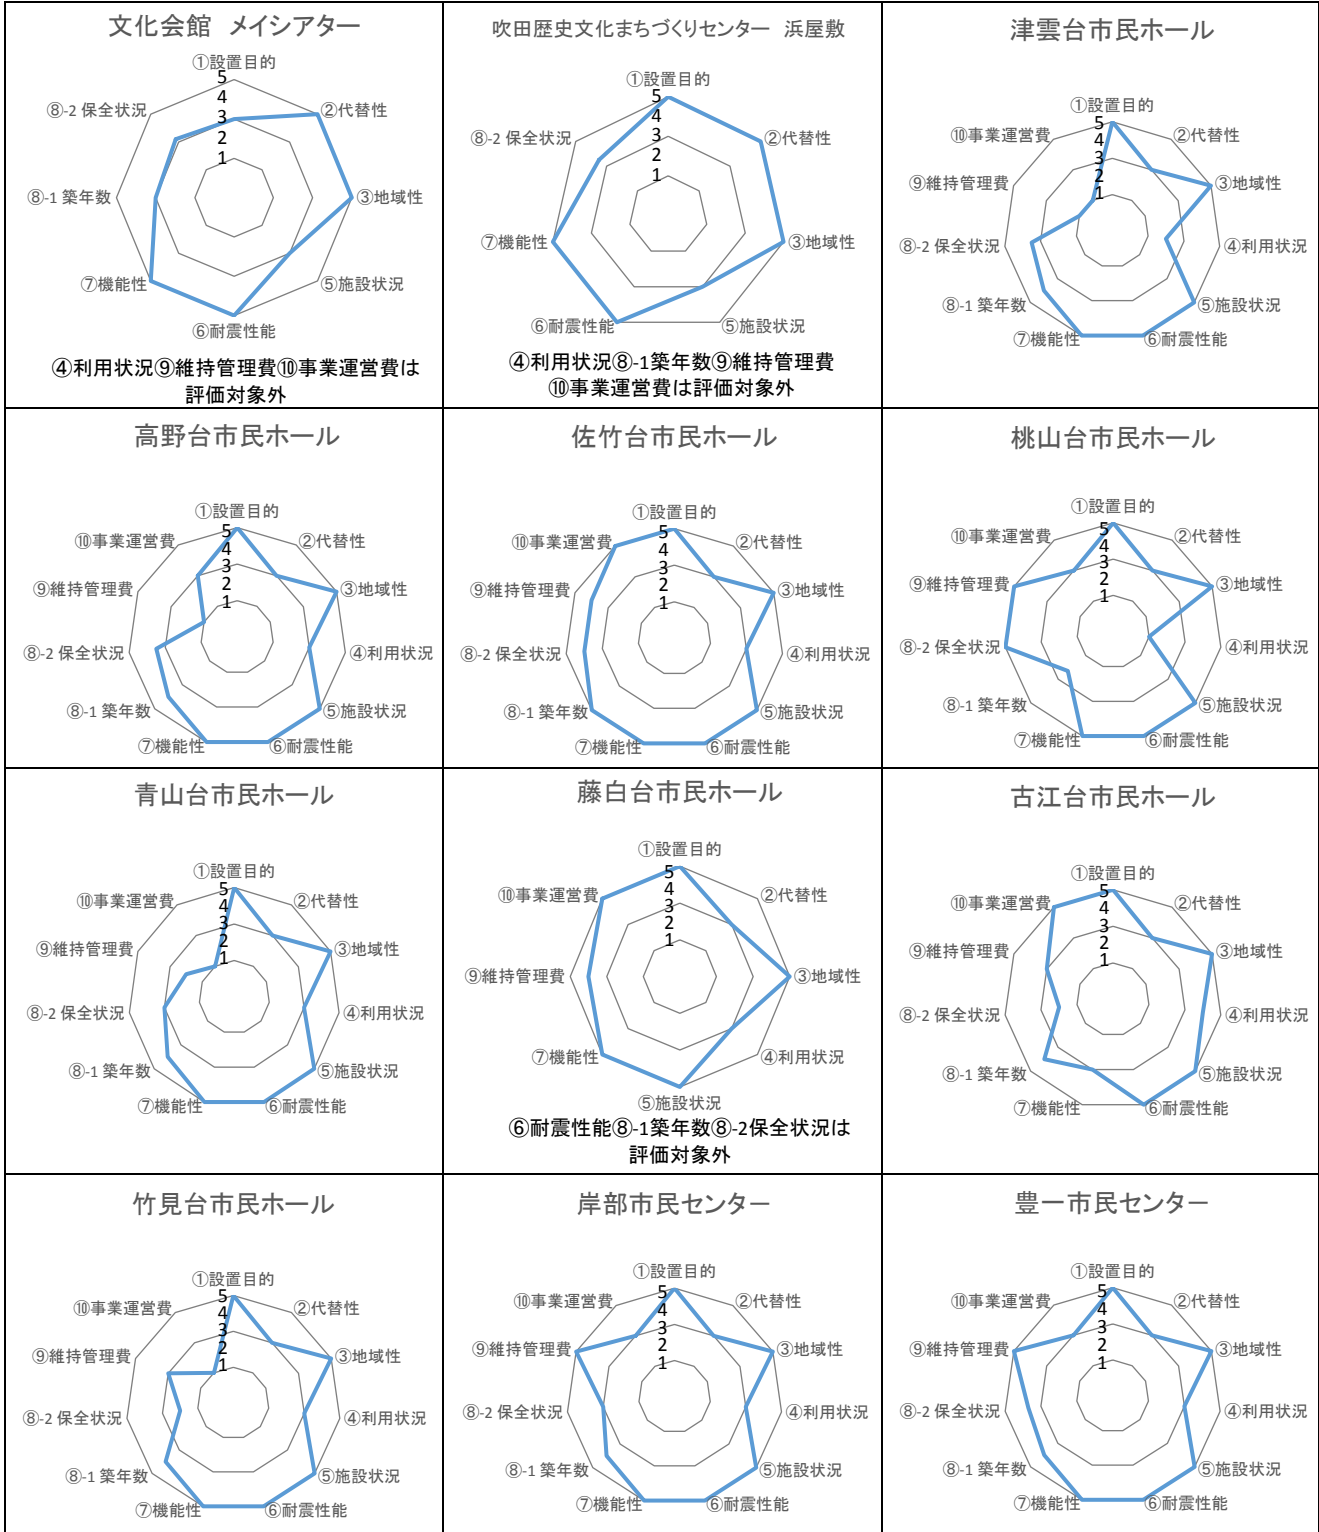 文化会館　メイシアター
①設置目的
5
4
3
2
1
②代替性
③地域性
⑤施設状況
⑥耐震性能
⑦機能性
⑧-1 築年数
⑧-2 保全状況
④利用状況⑨維持管理費⑩事業運営費は
評価対象外
吹田歴史文化まちづくりセンター　浜屋敷
①設置目的
5
4
3
2
1
②代替性
③地域性
⑤施設状況
⑥耐震性能
⑦機能性
⑧-2 保全状況
④利用状況⑧-1築年数⑨維持管理費
⑩事業運営費は評価対象外
津雲台市民ホール
①設置目的
5
4
3
2
1
②代替性
③地域性
④利用状況
⑤施設状況
⑥耐震性能
⑦機能性
⑧-1 築年数
⑧-2 保全状況
⑨維持管理費
⑩事業運営費
高野台市民ホール
①設置目的
5
4
3
2
1
②代替性
③地域性
④利用状況
⑤施設状況
⑥耐震性能
⑦機能性
⑧-1 築年数
⑧-2 保全状況
⑨維持管理費
⑩事業運営費
佐竹台市民ホール
①設置目的
5
4
3
2
1
②代替性
③地域性
④利用状況
⑤施設状況
⑥耐震性能
⑦機能性
⑧-1 築年数
⑧-2 保全状況
⑨維持管理費
⑩事業運営費
桃山台市民ホール
①設置目的
5
4
3
2
1
②代替性
③地域性
④利用状況
⑤施設状況
⑥耐震性能
⑦機能性
⑧-1 築年数
⑧-2 保全状況
⑨維持管理費
⑩事業運営費
青山台市民ホール
①設置目的
5
4
3
2
1
②代替性
③地域性
④利用状況
⑤施設状況
⑥耐震性能
⑦機能性
⑧-1 築年数
⑧-2 保全状況
⑨維持管理費
⑩事業運営費
藤白台市民ホール
①設置目的
5
4
3
2
1
②代替性
③地域性
④利用状況
⑤施設状況
⑦機能性
⑨維持管理費
⑩事業運営費
⑥耐震性能⑧-1築年数⑧-2保全状況は
評価対象外
古江台市民ホール
①設置目的
5
4
3
2
1
②代替性
③地域性
④利用状況
⑤施設状況
⑥耐震性能
⑦機能性
⑧-1 築年数
⑧-2 保全状況
⑨維持管理費
⑩事業運営費
竹見台市民ホール
①設置目的
5
4
3
2
1
②代替性
③地域性
④利用状況
⑤施設状況
⑥耐震性能
⑦機能性
⑧-1 築年数
⑧-2 保全状況
⑨維持管理費
⑩事業運営費
岸部市民センター
①設置目的
5
4
3
2
1
②代替性
③地域性
④利用状況
⑤施設状況
⑥耐震性能
⑦機能性
⑧-1 築年数
⑧-2 保全状況
⑨維持管理費
⑩事業運営費
豊一市民センター
①設置目的
5
4
3
2
1
②代替性
③地域性
④利用状況
⑤施設状況
⑥耐震性能
⑦機能性
⑧-1 築年数
⑧-2 保全状況
⑨維持管理費
⑩事業運営費